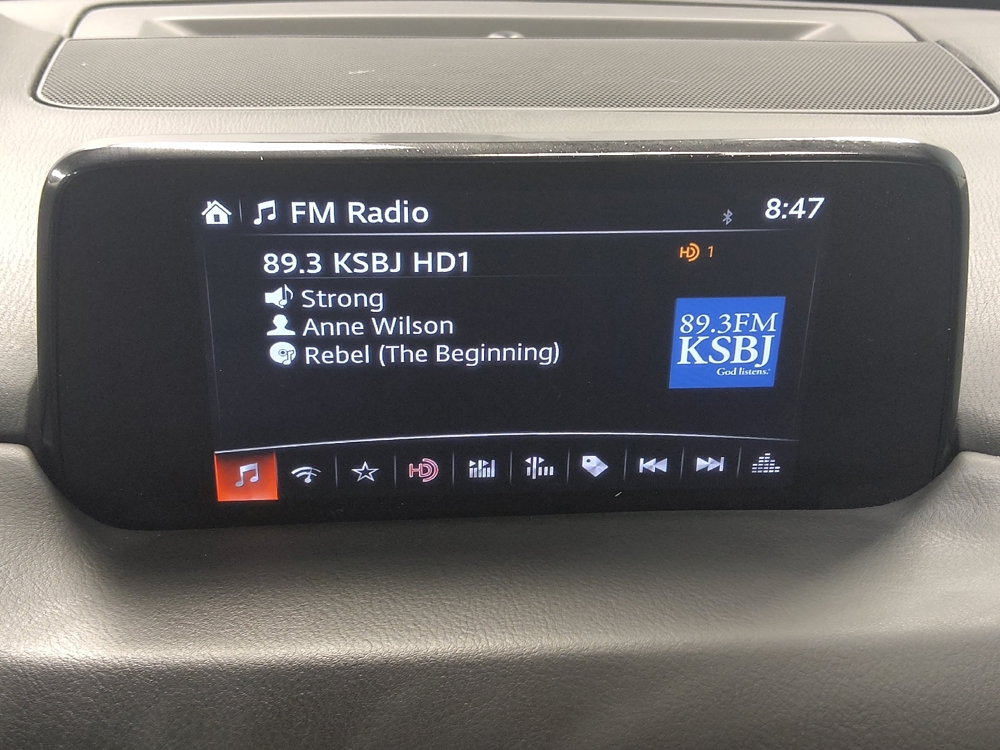 FM Radio
8:47
89.3 KSBJ HD1
HD 1
Strong
Anne Wilson
Rebel (The Beginning)
89.3FM
KSBJ
God listens.
HD